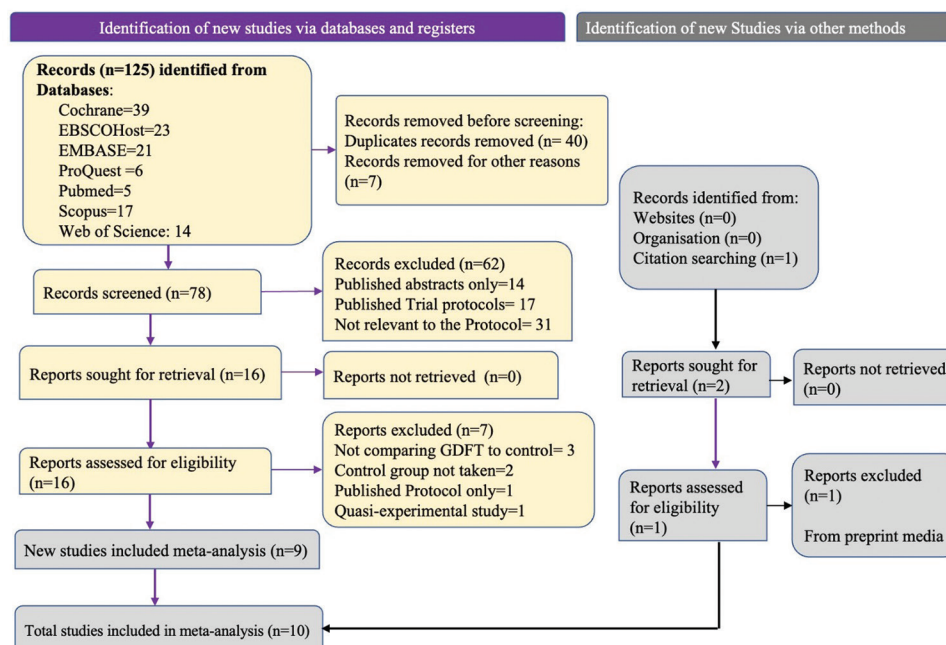 Identification of new studies via databases and registers
Identification of new Studies via other methods
Records (n=125) identified from
Databases:
Cochrane=39
EBSCOHost=23
EMBASE=21
ProQuest =6
Pubmed=5
Scopus=17
Web of Science: 14
Records removed before screening:
Duplicates records removed (n= 40)
Records removed for other reasons
(n=7)
Records identified from:
Websites (n=0)
Organisation (n=0)
Citation searching (n=1)
Records screened (n=78)
Records excluded (n=62)
Published abstracts only=14
Published Trial protocols= 17
Not relevant to the Protocol= 31
Reports sought for retrieval (n=16)
Reports not retrieved (n=0)
Reports sought for
retrieval (n=2)
Reports not retrieved
(n=0)
Reports assessed for eligibility
(n=16)
Reports excluded (n=7)
Not comparing GDFT to control= 3
Control group not taken=2
Published Protocol only=1
Quasi-experimental study=1
Reports assessed
for eligibility
(n=1)
Reports excluded
(n=1)
From preprint media
New studies included meta-analysis (n=9)
Total studies included in meta-analysis (n=10)